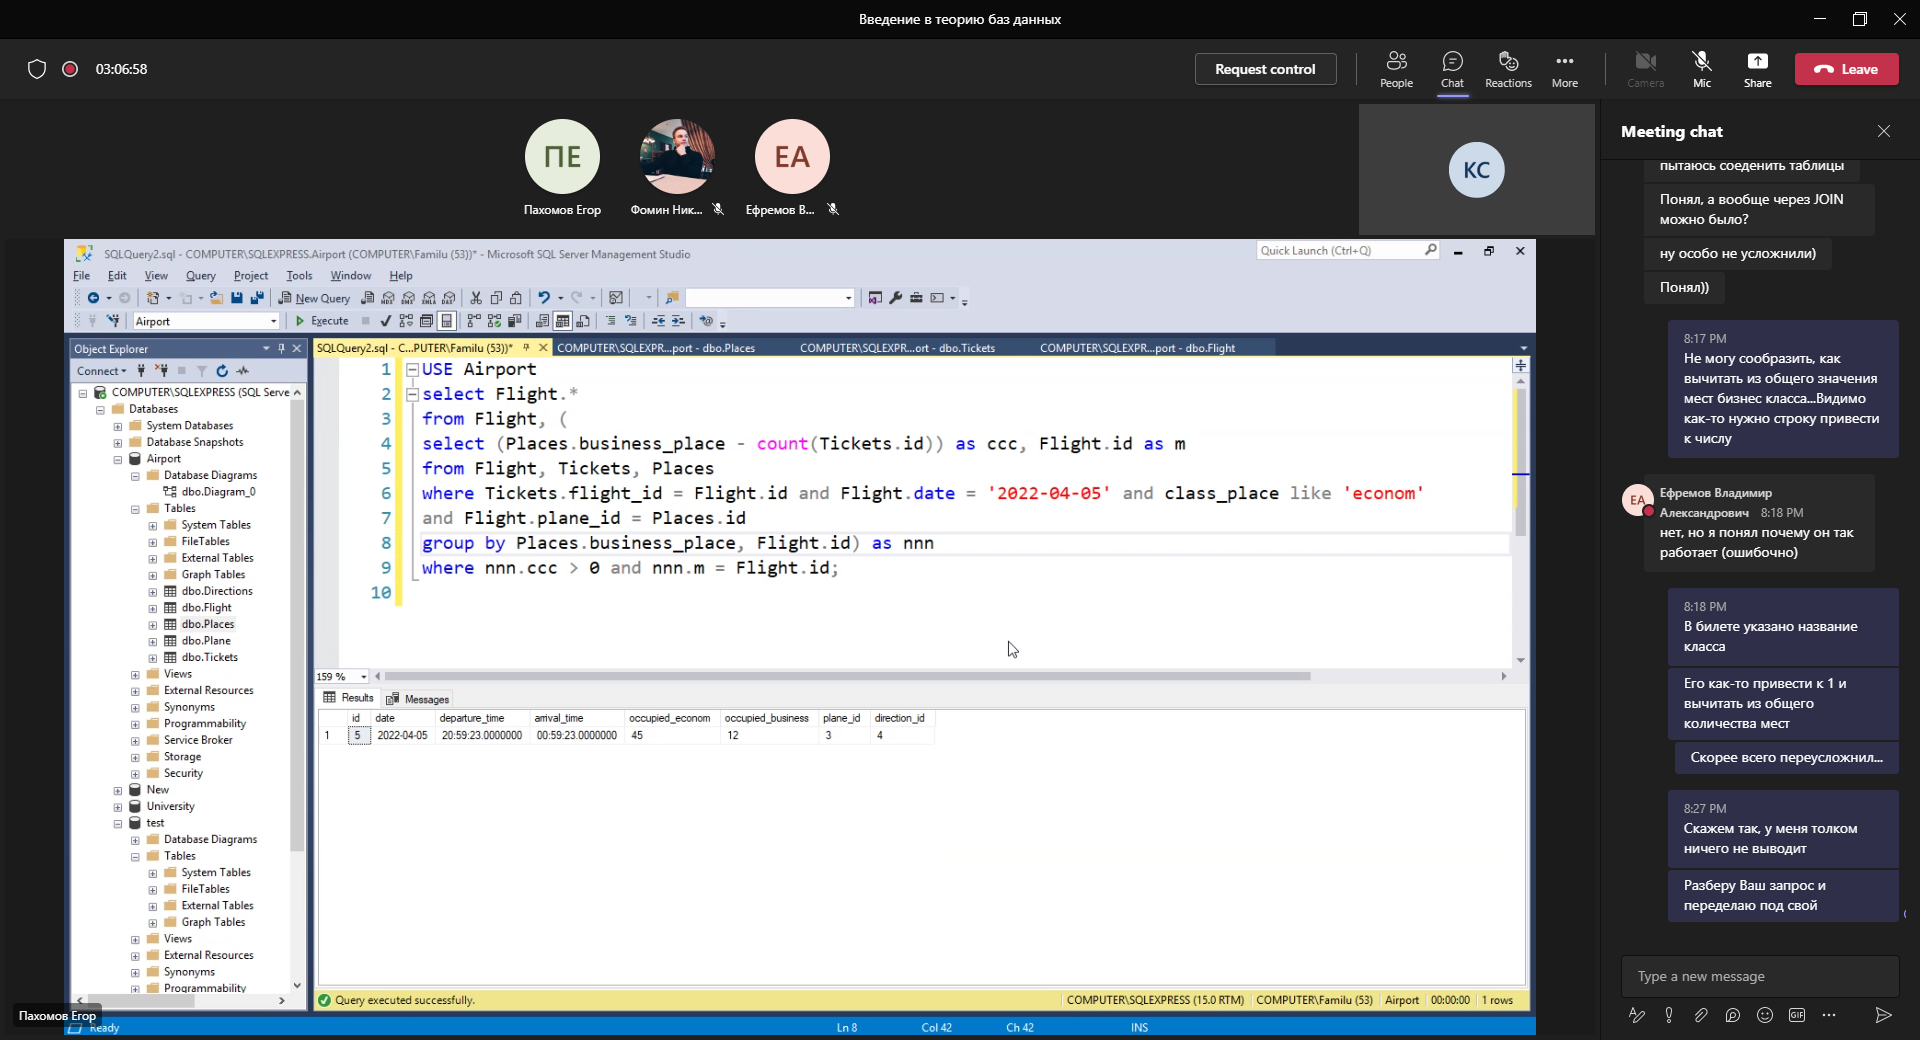 Введение в теорию баз данных
03:06:58
Request control
People
Chat
Reactions
More
Camera
Mic
Share
Leave
ПЕ
Пахомов Егор
Фомин Ник...
ЕА
Ефремов В...
КС
SQLQuery2.sql - COMPUTER\SQLEXPRESS.Airport (COMPUTER\Familu (53))* - Microsoft SQL Server Management Studio
Quick Launch (Ctrl+Q)
File Edit View Query Project Tools Window Help
New Query
Airport
Execute
Object Explorer
Connect
COMPUTER\SQLEXPRESS (SQL Serve
Databases
System Databases
Database Snapshots
Airport
Database Diagrams
dbo.Diagram_0
Tables
System Tables
FileTables
External Tables
Graph Tables
dbo.Directions
dbo.Flight
dbo.Places
dbo.Plane
dbo.Tickets
Views
External Resources
Synonyms
Programmability
Service Broker
Storage
Security
New
University
test
Database Diagrams
Tables
System Tables
FileTables
External Tables
Graph Tables
Views
External Resources
Synonyms
Programmability
SQLQuery2.sql - C...PUTER\Familu (53))*
COMPUTER\SQLEXPR...port - dbo.Places
COMPUTER\SQLEXPR...ort - dbo.Tickets
COMPUTER\SQLEXPR...port - dbo.Flight
1 USE Airport
2 select Flight.*
3 from Flight, (
4 select (Places.business_place - count(Tickets.id)) as ccc, Flight.id as m
5 from Flight, Tickets, Places
6 where Tickets.flight_id = Flight.id and Flight.date = '2022-04-05' and class_place like 'econom'
7 and Flight.plane_id = Places.id
8 group by Places.business_place, Flight.id) as nnn
9 where nnn.ccc > 0 and nnn.m = Flight.id;
10
159 %
Results
Messages
id date departure_time arrival_time occupied_econom occupied_business plane_id direction_id
1 5 2022-04-05 20:59:23.0000000 00:59:23.0000000 45 12 3 4
Query executed successfully.
COMPUTER\SQLEXPRESS (15.0 RTM)
COMPUTER\Familu (53)
Airport
00:00:00
1 rows
Пахомов Егор
Ready
Ln 8
Col 42
Ch 42
INS
Meeting chat
пытаюсь соеденить таблицы
Понял, а вообще через JOIN
можно было?
ну особо не усложнили)
Понял))
8:17 PM
Не могу сообразить, как
вычитать из общего значения
мест бизнес класса...Видимо
как-то нужно строку привести
к числу
ЕА
Ефремов Владимир
Александрович 8:18 PM
нет, но я понял почему он так
работает (ошибочно)
8:18 PM
В билете указано название
класса
Его как-то привести к 1 и
вычитать из общего
количества мест
Скорее всего переусложнил...
8:27 PM
Скажем так, у меня толком
ничего не выводит
Разберу Ваш запрос и
переделаю под свой
Type a new message
GIF